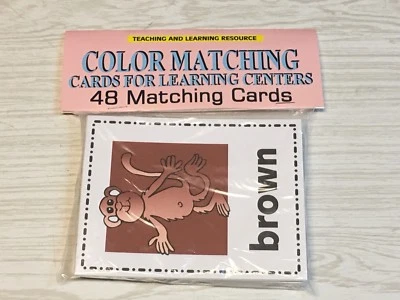 TEACHING AND LEARNING RESOURCE
COLOR MATCHING
CARDS FOR LEARNING CENTERS
48 Matching Cards
brown